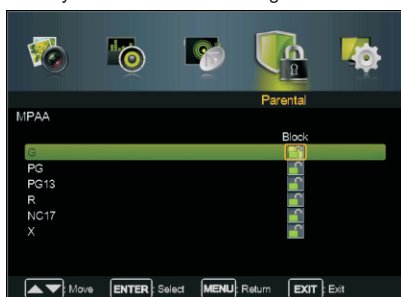 Parental
MPAA
Block
G
PG
PG13
R
NC17
X
▲▼: Move ENTER: Select MENU: Return EXIT: Exit